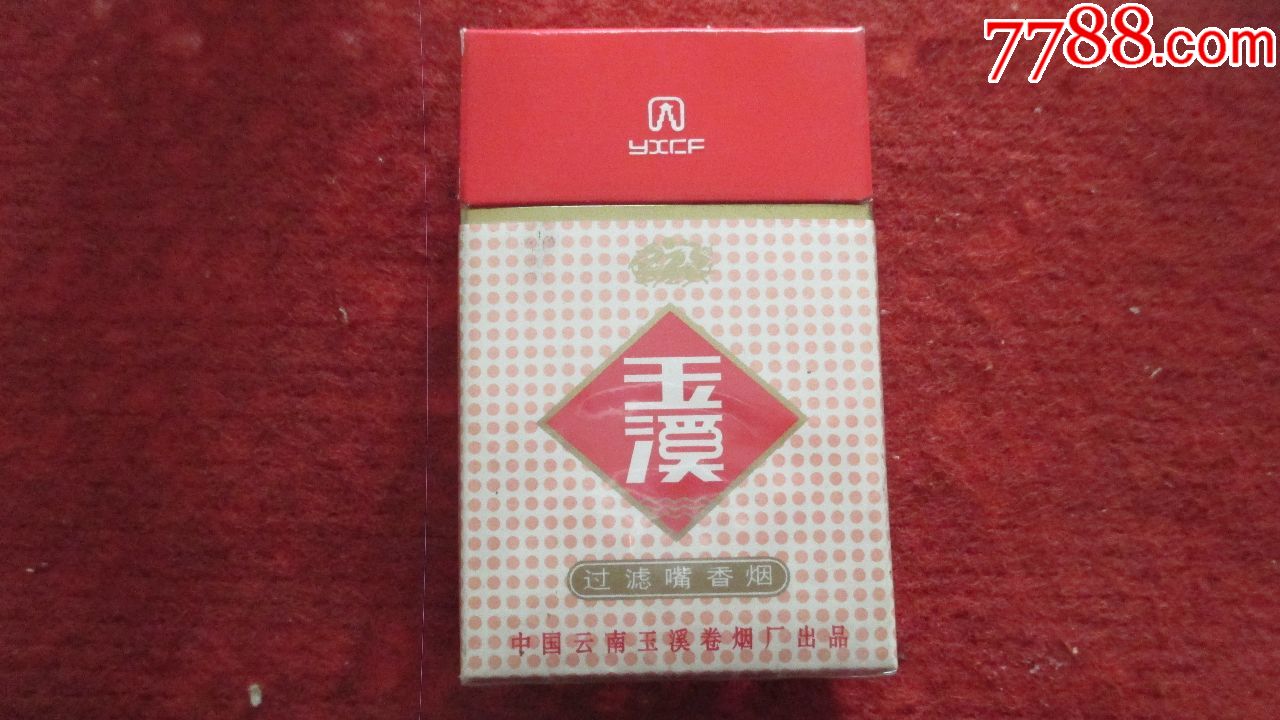 7788.com
YXCF
玉溪
过滤嘴香烟
中国云南玉溪卷烟厂出品